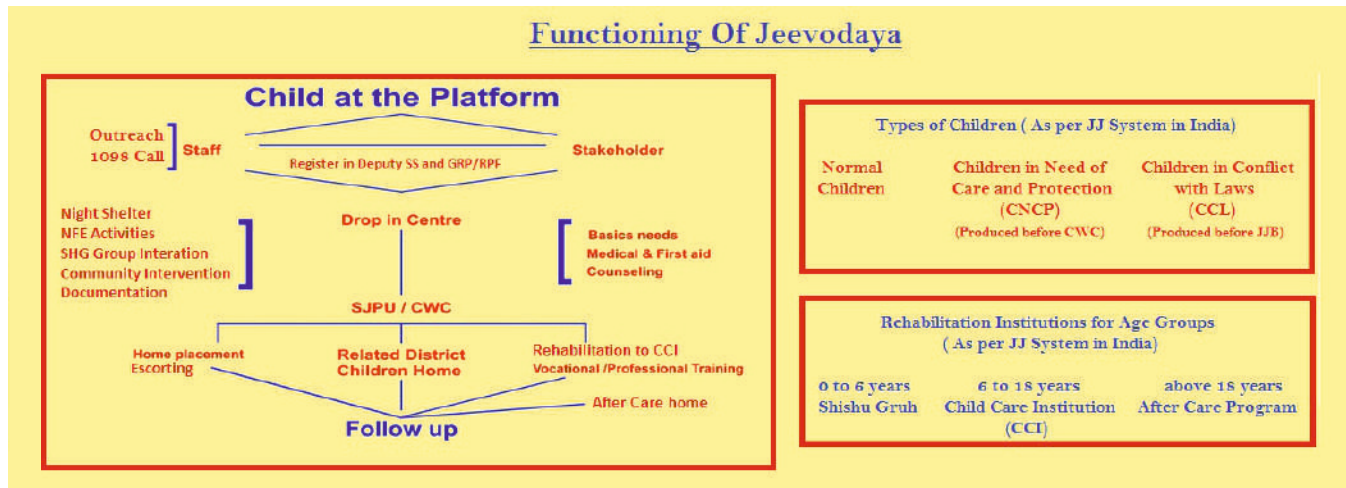 Functioning Of Jeevodaya
Child at the Platform
Outreach
1098 Call
Staff
Stakeholder
Register in Deputy SS and GRP/RPF
Night Shelter
NFE Activities
SHG Group Interation
Community Intervention
Documentation
Drop in Centre
Basics needs
Medical & First aid
Counseling
SJPU / CWC
Home placement
Escorting
Related District
Children Home
Rehabilitation to CCI
Vocational /Professional Training
After Care home
Follow up
Types of Children ( As per JJ System in India)
Normal
Children
Children in Need of
Care and Protection
(CNCP)
(Produced before CWC)
Children in Conflict
with Laws
(CCL)
(Produced before JJB)
Rehabilitation Institutions for Age Groups
( As per JJ System in India)
0 to 6 years
Shishu Gruh
6 to 18 years
Child Care Institution
(CCI)
above 18 years
After Care Program